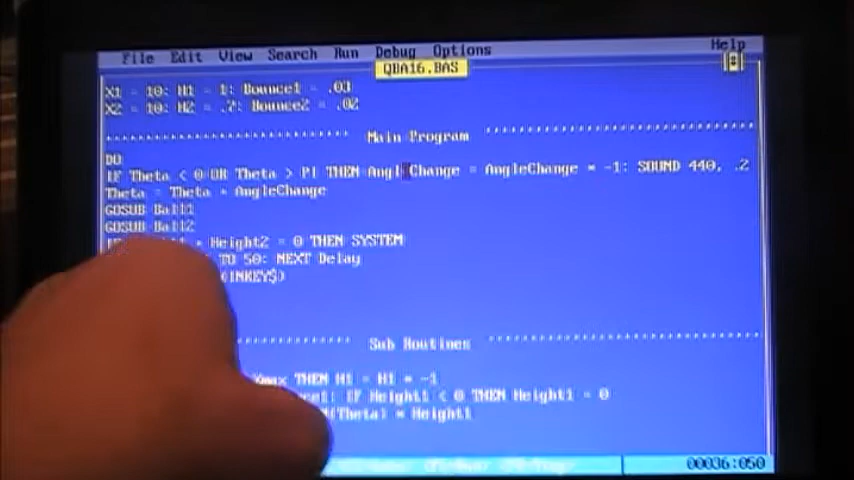 File Edit View Search Run Debug Options Help
QBA16.BAS
X1 = 10: H1 = 1: Bounce1 = .03
X2 = 10: H2 = .7: Bounce2 = .02
Main Program
DO
IF Theta < 0 OR Theta > PI THEN AngleChange = AngleChange * -1: SOUND 440, .2
Theta = Theta + AngleChange
GOSUB Ball1
GOSUB Ball2
+ Height2 = 0 THEN SYSTEM
TO 50: NEXT Delay
(INKEY$)
Sub Routines
Ymax THEN H1 = H1 * -1
: IF Height1 < 0 THEN Height1 = 0
(Theta) * Height1
00036:050